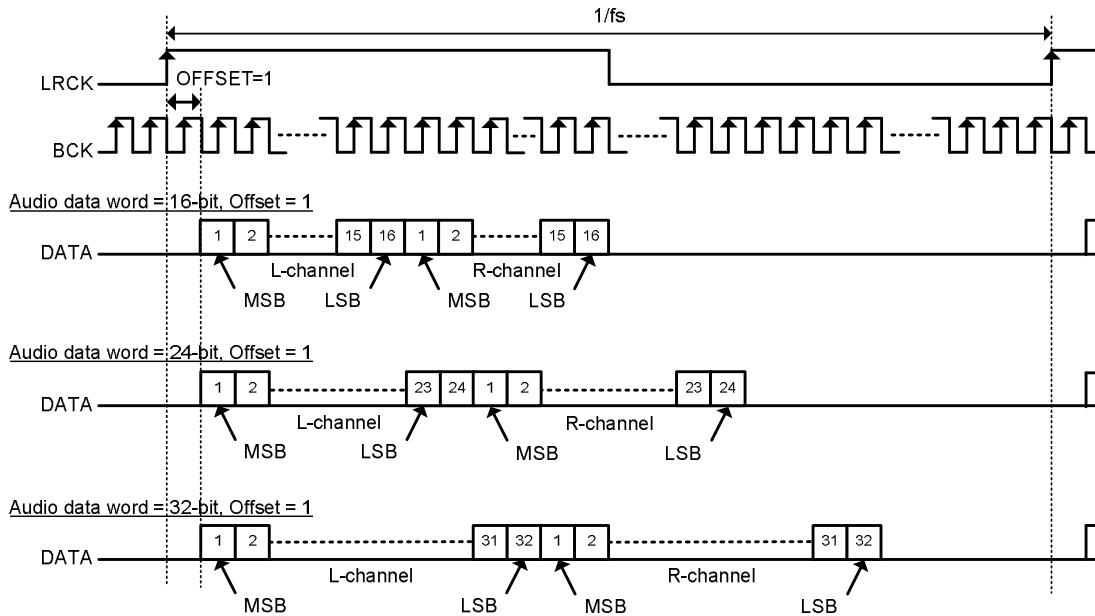 1/fs
LRCK
OFFSET=1
BCK
Audio data word = 16-bit, Offset = 1
DATA 1 2 15 16 1 2 15 16
L-channel R-channel
MSB LSB MSB LSB
Audio data word = 24-bit, Offset = 1
DATA 1 2 23 24 1 2 23 24
L-channel R-channel
MSB LSB MSB LSB
Audio data word = 32-bit, Offset = 1
DATA 1 2 31 32 1 2 31 32
L-channel R-channel
MSB LSB MSB LSB